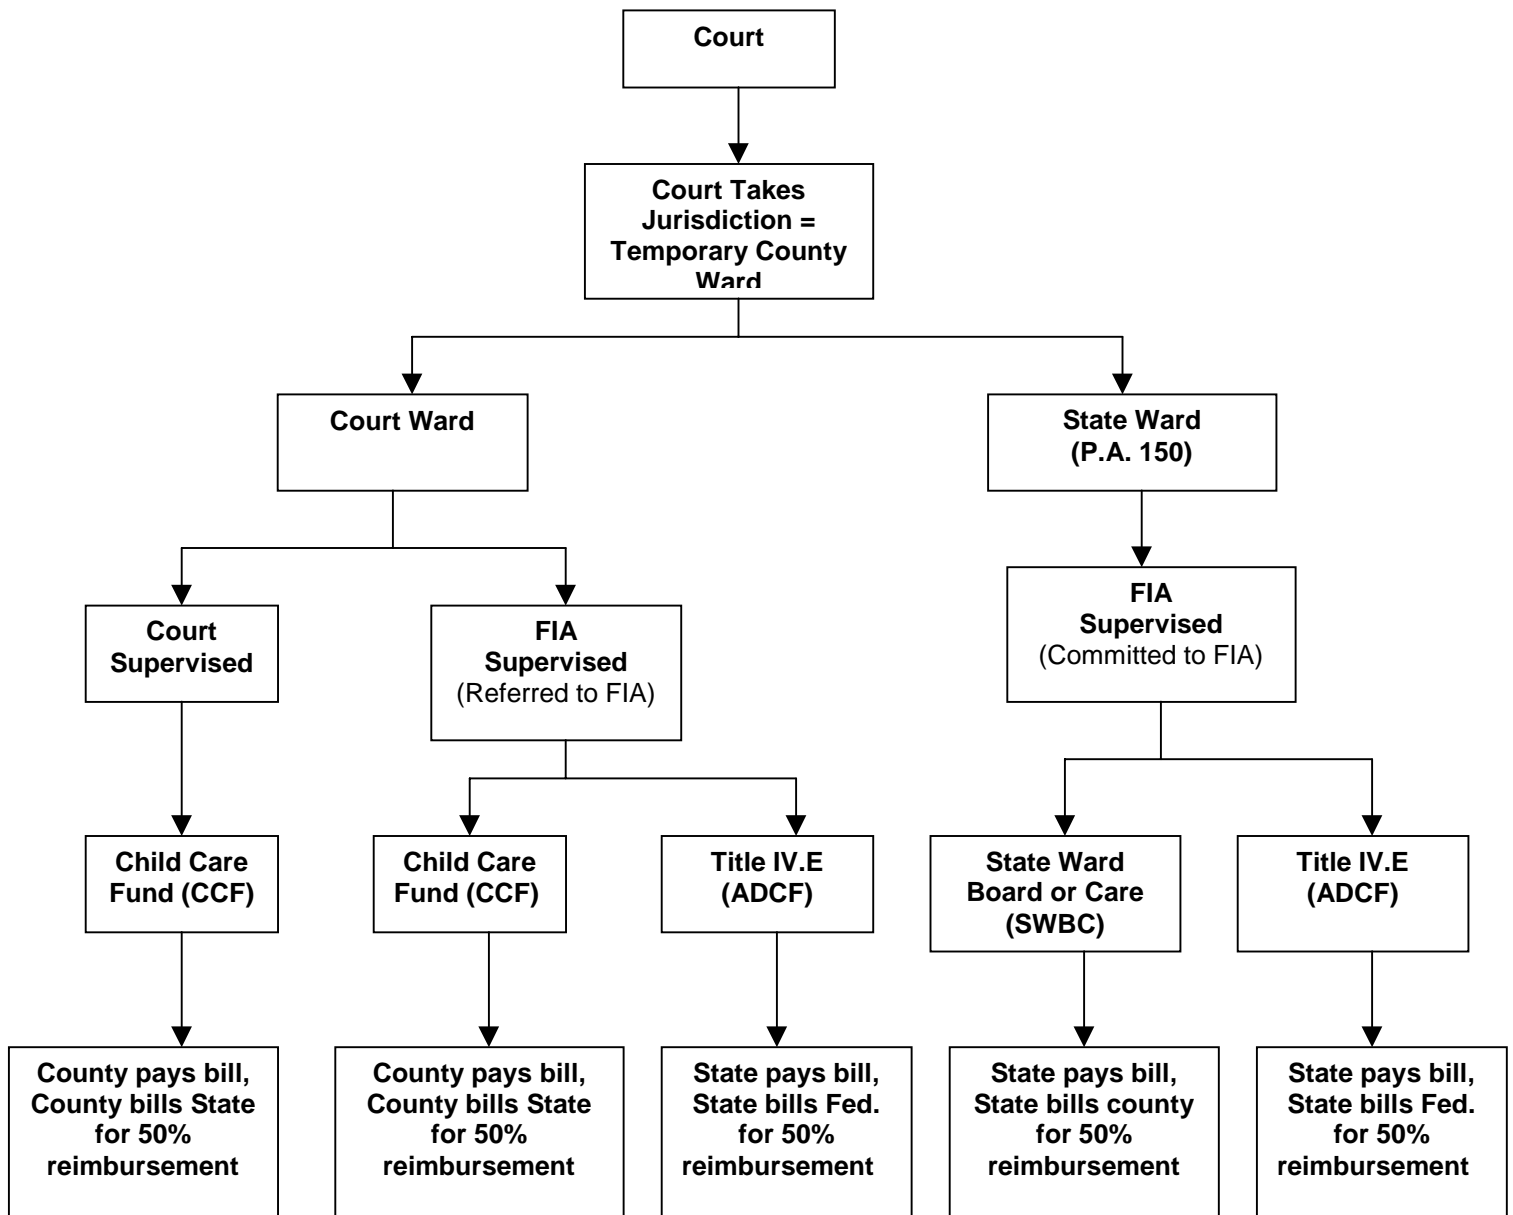 Court
Court Takes
Jurisdiction =
Temporary County
Ward
Court Ward
State Ward
(P.A. 150)
Court
Supervised
FIA
Supervised
(Referred to FIA)
FIA
Supervised
(Committed to FIA)
Child Care
Fund (CCF)
Child Care
Fund (CCF)
Title IV.E
(ADCF)
State Ward
Board or Care
(SWBC)
Title IV.E
(ADCF)
County pays bill,
County bills State
for 50%
reimbursement
County pays bill,
County bills State
for 50%
reimbursement
State pays bill,
State bills Fed.
for 50%
reimbursement
State pays bill,
State bills county
for 50%
reimbursement
State pays bill,
State bills Fed.
for 50%
reimbursement